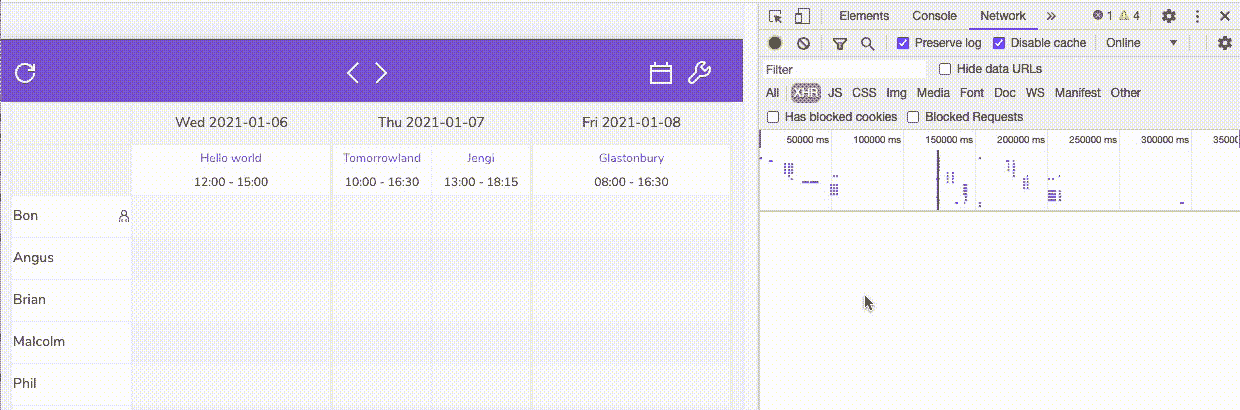 Elements Console Network » 1 4
Preserve log Disable cache Online
Filter Hide data URLs
All XHR JS CSS Img Media Font Doc WS Manifest Other
Has blocked cookies Blocked Requests
50000 ms 100000 ms 150000 ms 200000 ms 250000 ms 300000 ms 35000
Wed 2021-01-06 Thu 2021-01-07 Fri 2021-01-08
Hello world Tomorrowland Jengi Glastonbury
12:00 - 15:00 10:00 - 16:30 13:00 - 18:15 08:00 - 16:30
Bon
Angus
Brian
Malcolm
Phil